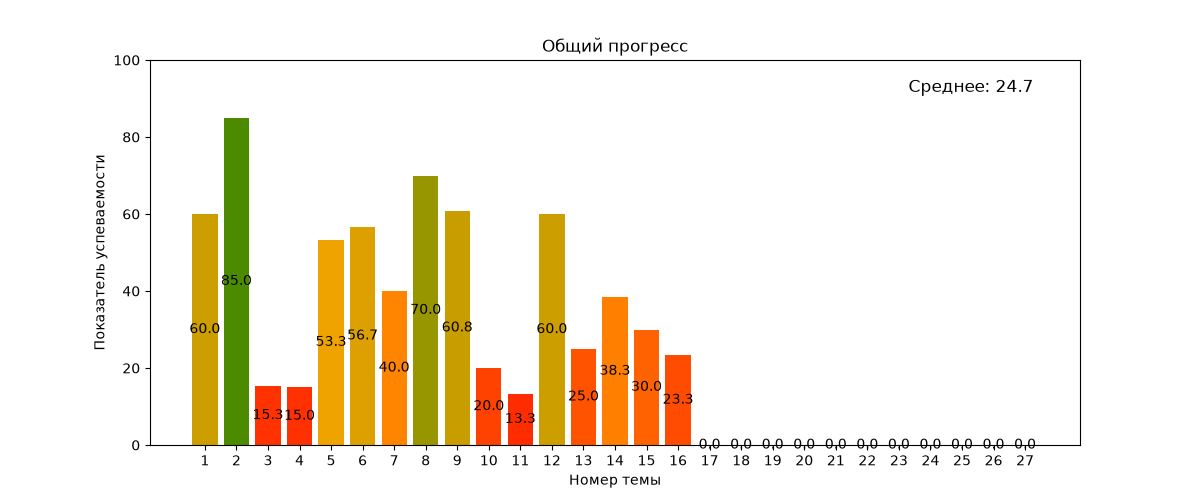 Общий прогресс
Среднее: 24.7
Показатель успеваемости
100
80
60
40
20
0
60.0 85.0 15.3 15.0 53.3 56.7 40.0 70.0 60.8 20.0 13.3 60.0 25.0 38.3 30.0 23.3 0.0 0.0 0.0 0.0 0.0 0.0 0.0 0.0 0.0 0.0 0.0
1 2 3 4 5 6 7 8 9 10 11 12 13 14 15 16 17 18 19 20 21 22 23 24 25 26 27
Номер темы